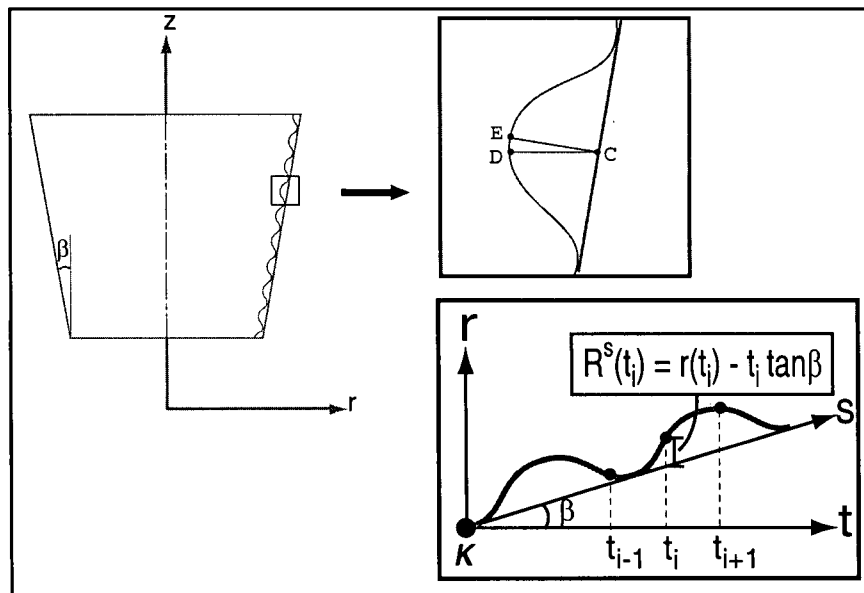 z
β
r
E
D
C
r
R^s(t_i) = r(t_i) - t_i tanβ
S
β
K
t
t_{i-1} t_i t_{i+1}